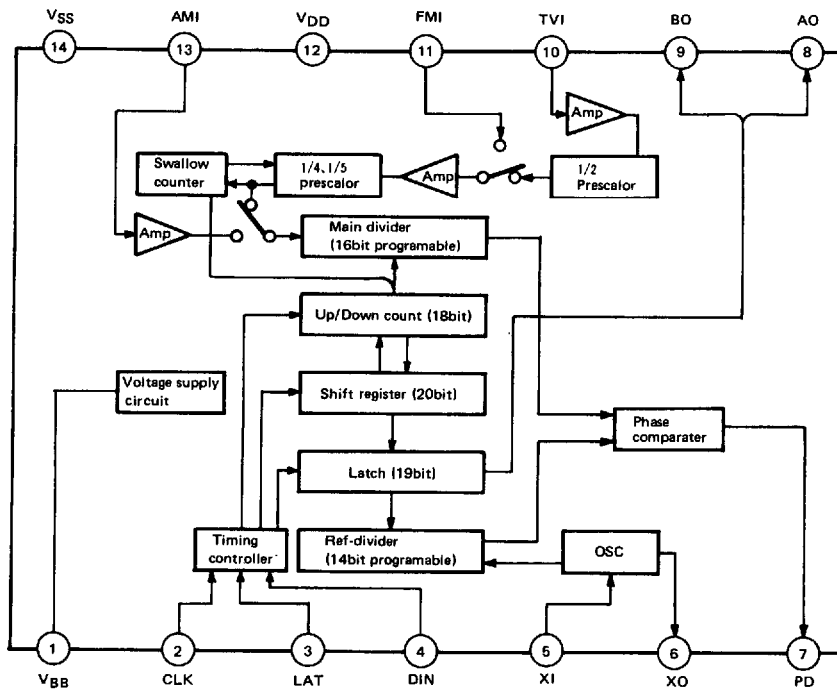 VSS AMI VDD FMI TVI BO AO
14 13 12 11 10 9 8
Amp
Swallow
counter
1/4、1/5
prescalor
Amp
1/2
Prescalor
Amp
Main divider
(16bit programable)
Up/Down count (18bit)
Voltage supply
circuit
Shift register (20bit)
Phase
comparater
Latch (19bit)
Timing
controller
Ref-divider
(14bit programable)
OSC
1 2 3 4 5 6 7
VBB CLK LAT DIN XI XO PD